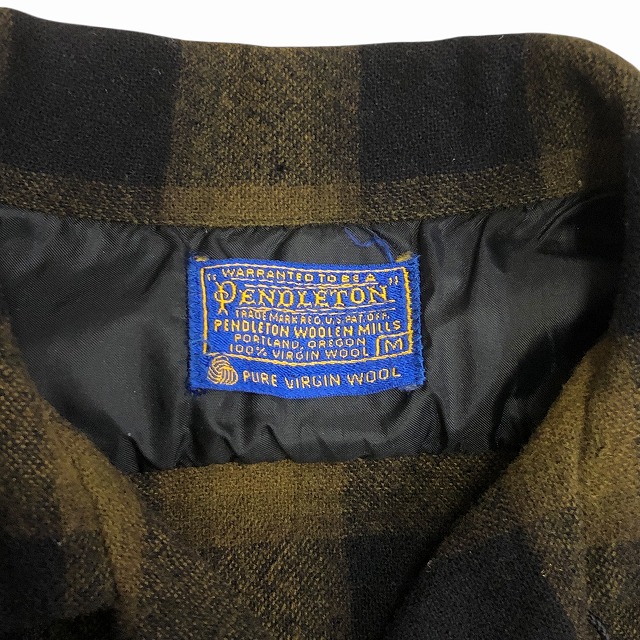 "WARRANTED TO BE A
PENDLETON"
TRADE MARK REG. U.S. PAT. OFF.
PENDLETON WOOLEN MILLS
PORTLAND, OREGON
100% VIRGIN WOOL M
PURE VIRGIN WOOL